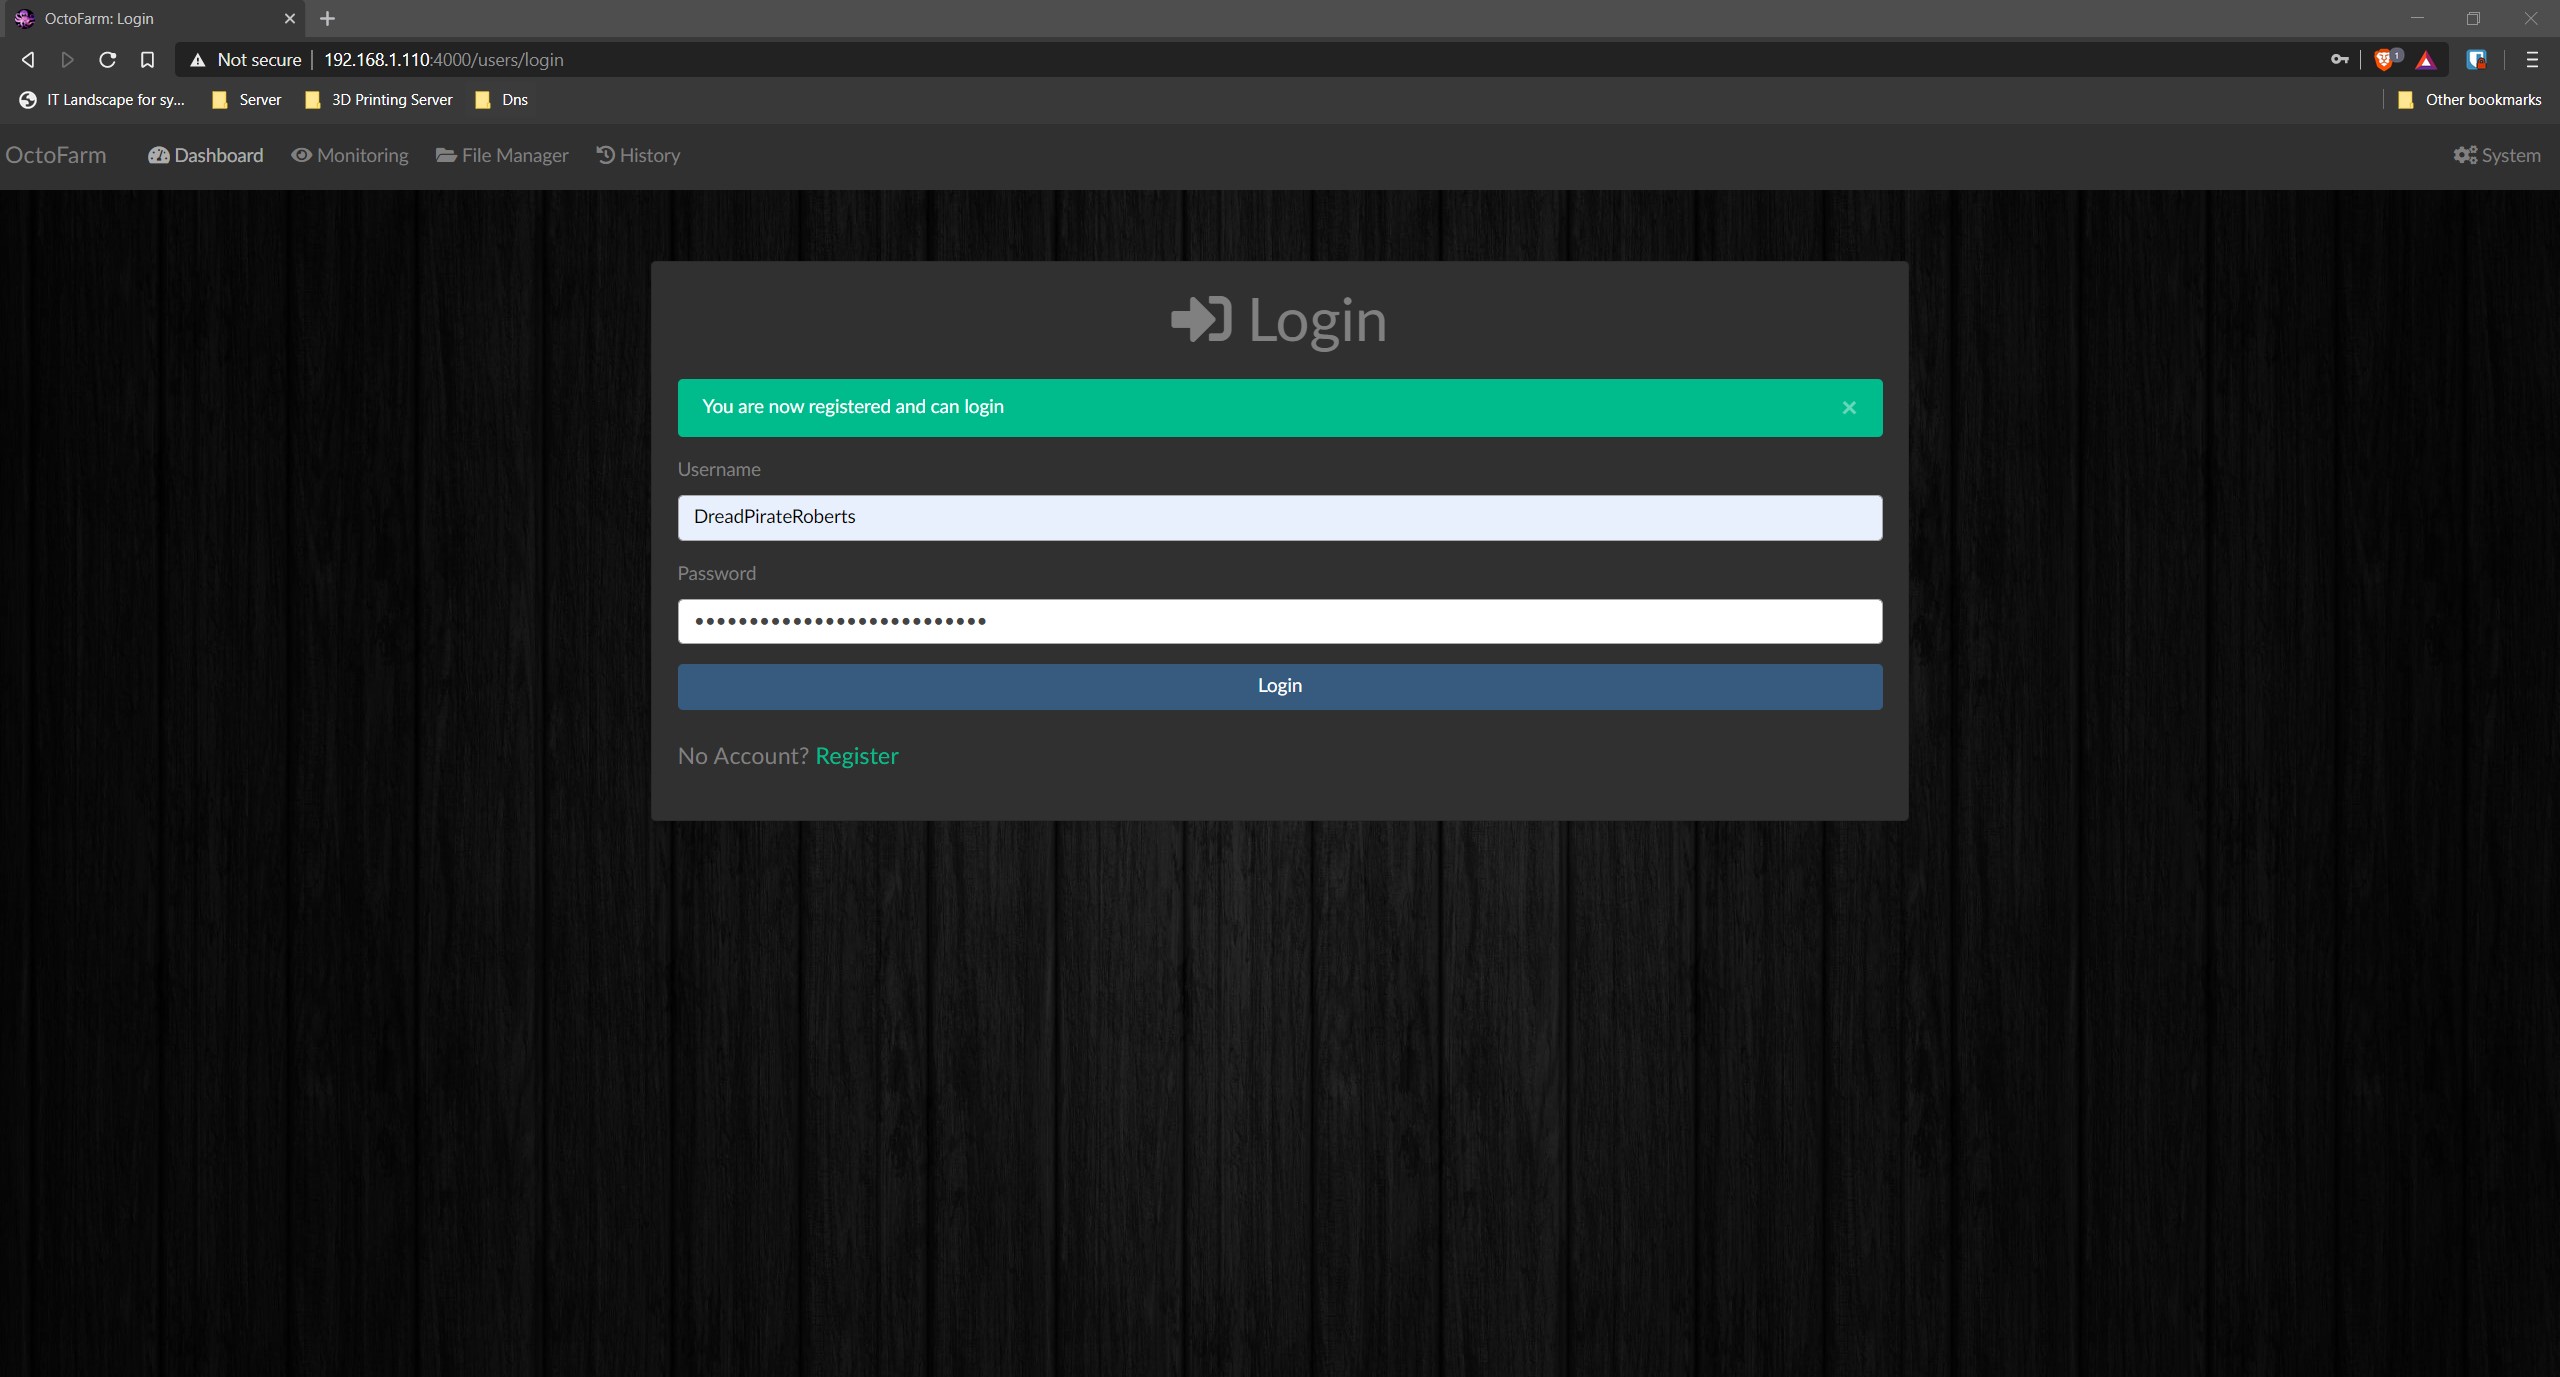 OctoFarm: Login
Not secure 192.168.1.110:4000/users/login 1
IT Landscape for sy... Server 3D Printing Server Dns Other bookmarks
OctoFarm Dashboard Monitoring File Manager History System
Login
You are now registered and can login
Username
DreadPirateRoberts
Password
•••••••••••••••••••••••••••
Login
No Account? Register